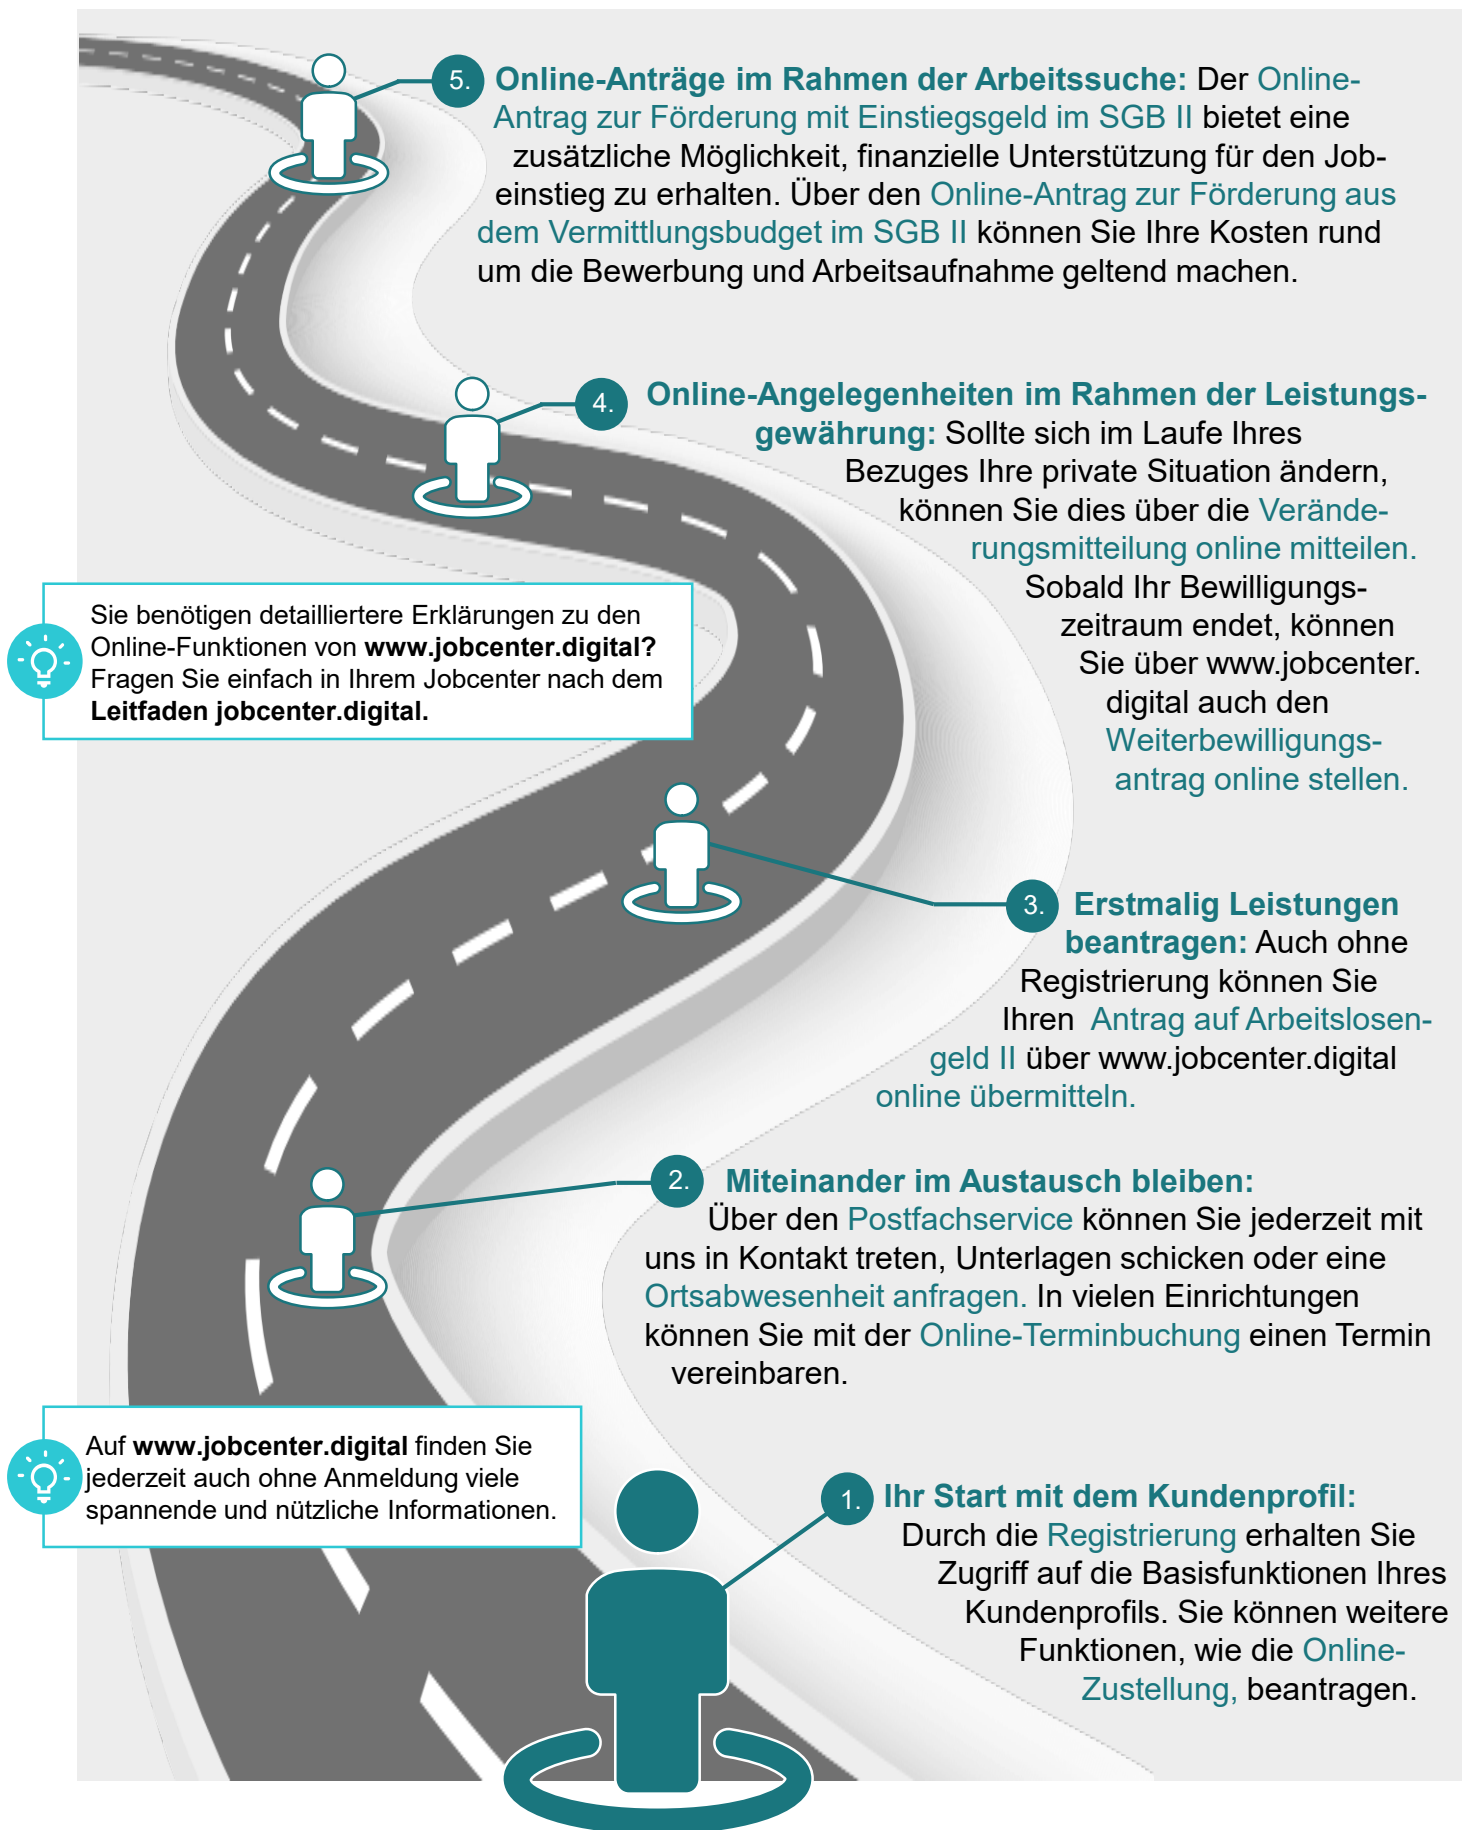 5. Online-Anträge im Rahmen der Arbeitssuche: Der Online-
Antrag zur Förderung mit Einstiegsgeld im SGB II bietet eine
zusätzliche Möglichkeit, finanzielle Unterstützung für den Job-
einstieg zu erhalten. Über den Online-Antrag zur Förderung aus
dem Vermittlungsbudget im SGB II können Sie Ihre Kosten rund
um die Bewerbung und Arbeitsaufnahme geltend machen.
4. Online-Angelegenheiten im Rahmen der Leistungs-
gewährung: Sollte sich im Laufe Ihres
Bezuges Ihre private Situation ändern,
können Sie dies über die Verände-
rungsmitteilung online mitteilen.
Sobald Ihr Bewilligungs-
zeitraum endet, können
Sie über www.jobcenter.
digital auch den
Weiterbewilligungs-
antrag online stellen.
Sie benötigen detailliertere Erklärungen zu den
Online-Funktionen von www.jobcenter.digital?
Fragen Sie einfach in Ihrem Jobcenter nach dem
Leitfaden jobcenter.digital.
3. Erstmalig Leistungen
beantragen: Auch ohne
Registrierung können Sie
Ihren Antrag auf Arbeitslosen-
geld II über www.jobcenter.digital
online übermitteln.
2. Miteinander im Austausch bleiben:
Über den Postfachservice können Sie jederzeit mit
uns in Kontakt treten, Unterlagen schicken oder eine
Ortsabwesenheit anfragen. In vielen Einrichtungen
können Sie mit der Online-Terminbuchung einen Termin
vereinbaren.
Auf www.jobcenter.digital finden Sie
jederzeit auch ohne Anmeldung viele
spannende und nützliche Informationen.
1. Ihr Start mit dem Kundenprofil:
Durch die Registrierung erhalten Sie
Zugriff auf die Basisfunktionen Ihres
Kundenprofils. Sie können weitere
Funktionen, wie die Online-
Zustellung, beantragen.